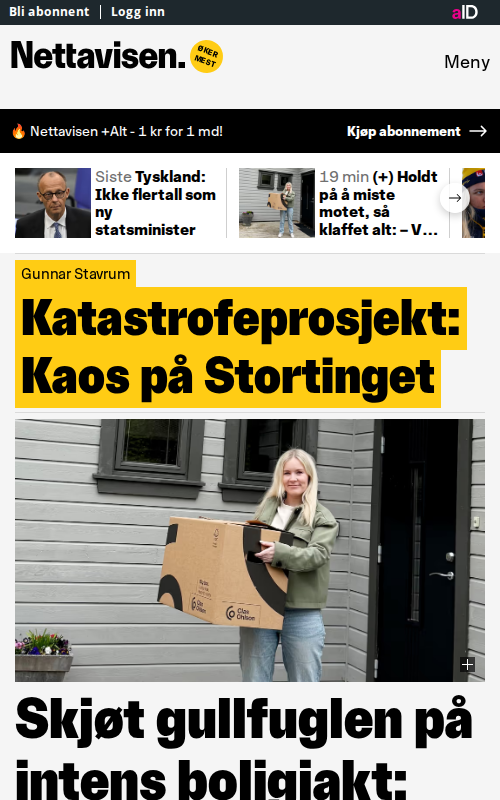 Bli abonnent
Logg inn
aID
Nettavisen.
ØKER
MEST
Meny
🔥 Nettavisen +Alt - 1 kr for 1 md!
Kjøp abonnement
Siste Tyskland:
Ikke flertall som
ny
statsminister
19 min (+) Holdt
på å miste
motet, så
klaffet alt: – V...
Gunnar Stavrum
Katastrofeprosjekt:
Kaos på Stortinget
Clas
Ohlson
Clas
Ohlson
Skjøt gullfuglen på
intens boligjakt: